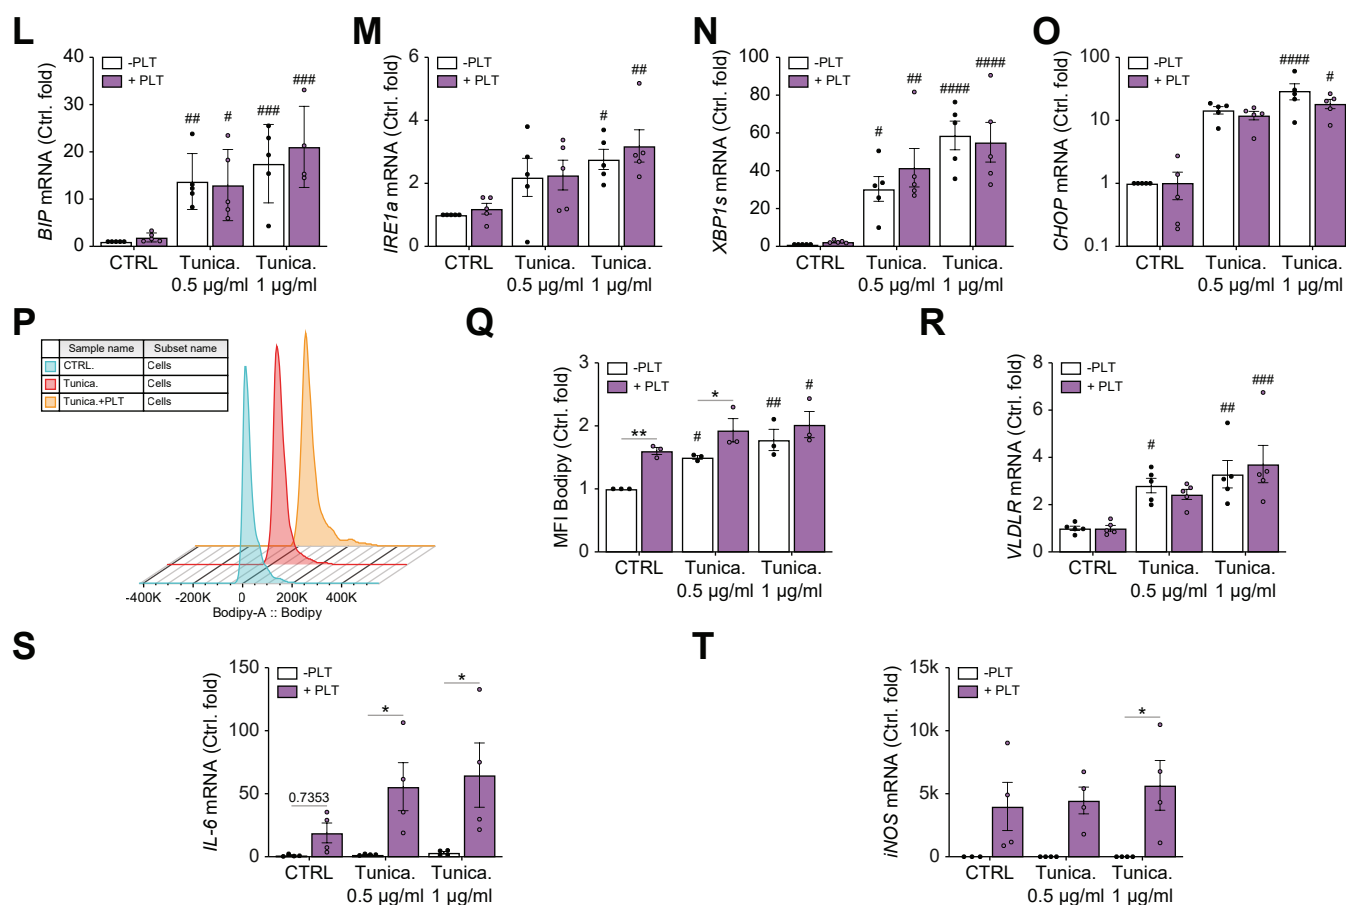 L
BIP mRNA (Ctrl. fold)
40
30
20
10
0
-PLT
+ PLT
##
#
###
###
CTRL
Tunica.
0.5 µg/ml
Tunica.
1 µg/ml
M
IRE1a mRNA (Ctrl. fold)
6
4
2
0
-PLT
+ PLT
#
##
CTRL
Tunica.
0.5 µg/ml
Tunica.
1 µg/ml
N
XBP1s mRNA (Ctrl. fold)
100
80
60
40
20
0
-PLT
+ PLT
#
##
####
####
CTRL
Tunica.
0.5 µg/ml
Tunica.
1 µg/ml
O
CHOP mRNA (Ctrl. fold)
100
10
1
0.1
-PLT
+ PLT
####
#
CTRL
Tunica.
0.5 µg/ml
Tunica.
1 µg/ml
P
Sample name Subset name
CTRL. Cells
Tunica. Cells
Tunica.+PLT Cells
-400K -200K 0 200K 400K
Bodipy-A :: Bodipy
Q
MFI Bodipy (Ctrl. fold)
3
2
1
0
-PLT
+ PLT
**
#
*
##
#
CTRL
Tunica.
0.5 µg/ml
Tunica.
1 µg/ml
R
VLDLR mRNA (Ctrl. fold)
8
6
4
2
0
-PLT
+ PLT
#
##
###
CTRL
Tunica.
0.5 µg/ml
Tunica.
1 µg/ml
S
IL-6 mRNA (Ctrl. fold)
150
100
50
0
-PLT
+ PLT
0.7353
*
*
CTRL
Tunica.
0.5 µg/ml
Tunica.
1 µg/ml
T
iNOS mRNA (Ctrl. fold)
15k
10k
5k
0
-PLT
+ PLT
*
CTRL
Tunica.
0.5 µg/ml
Tunica.
1 µg/ml